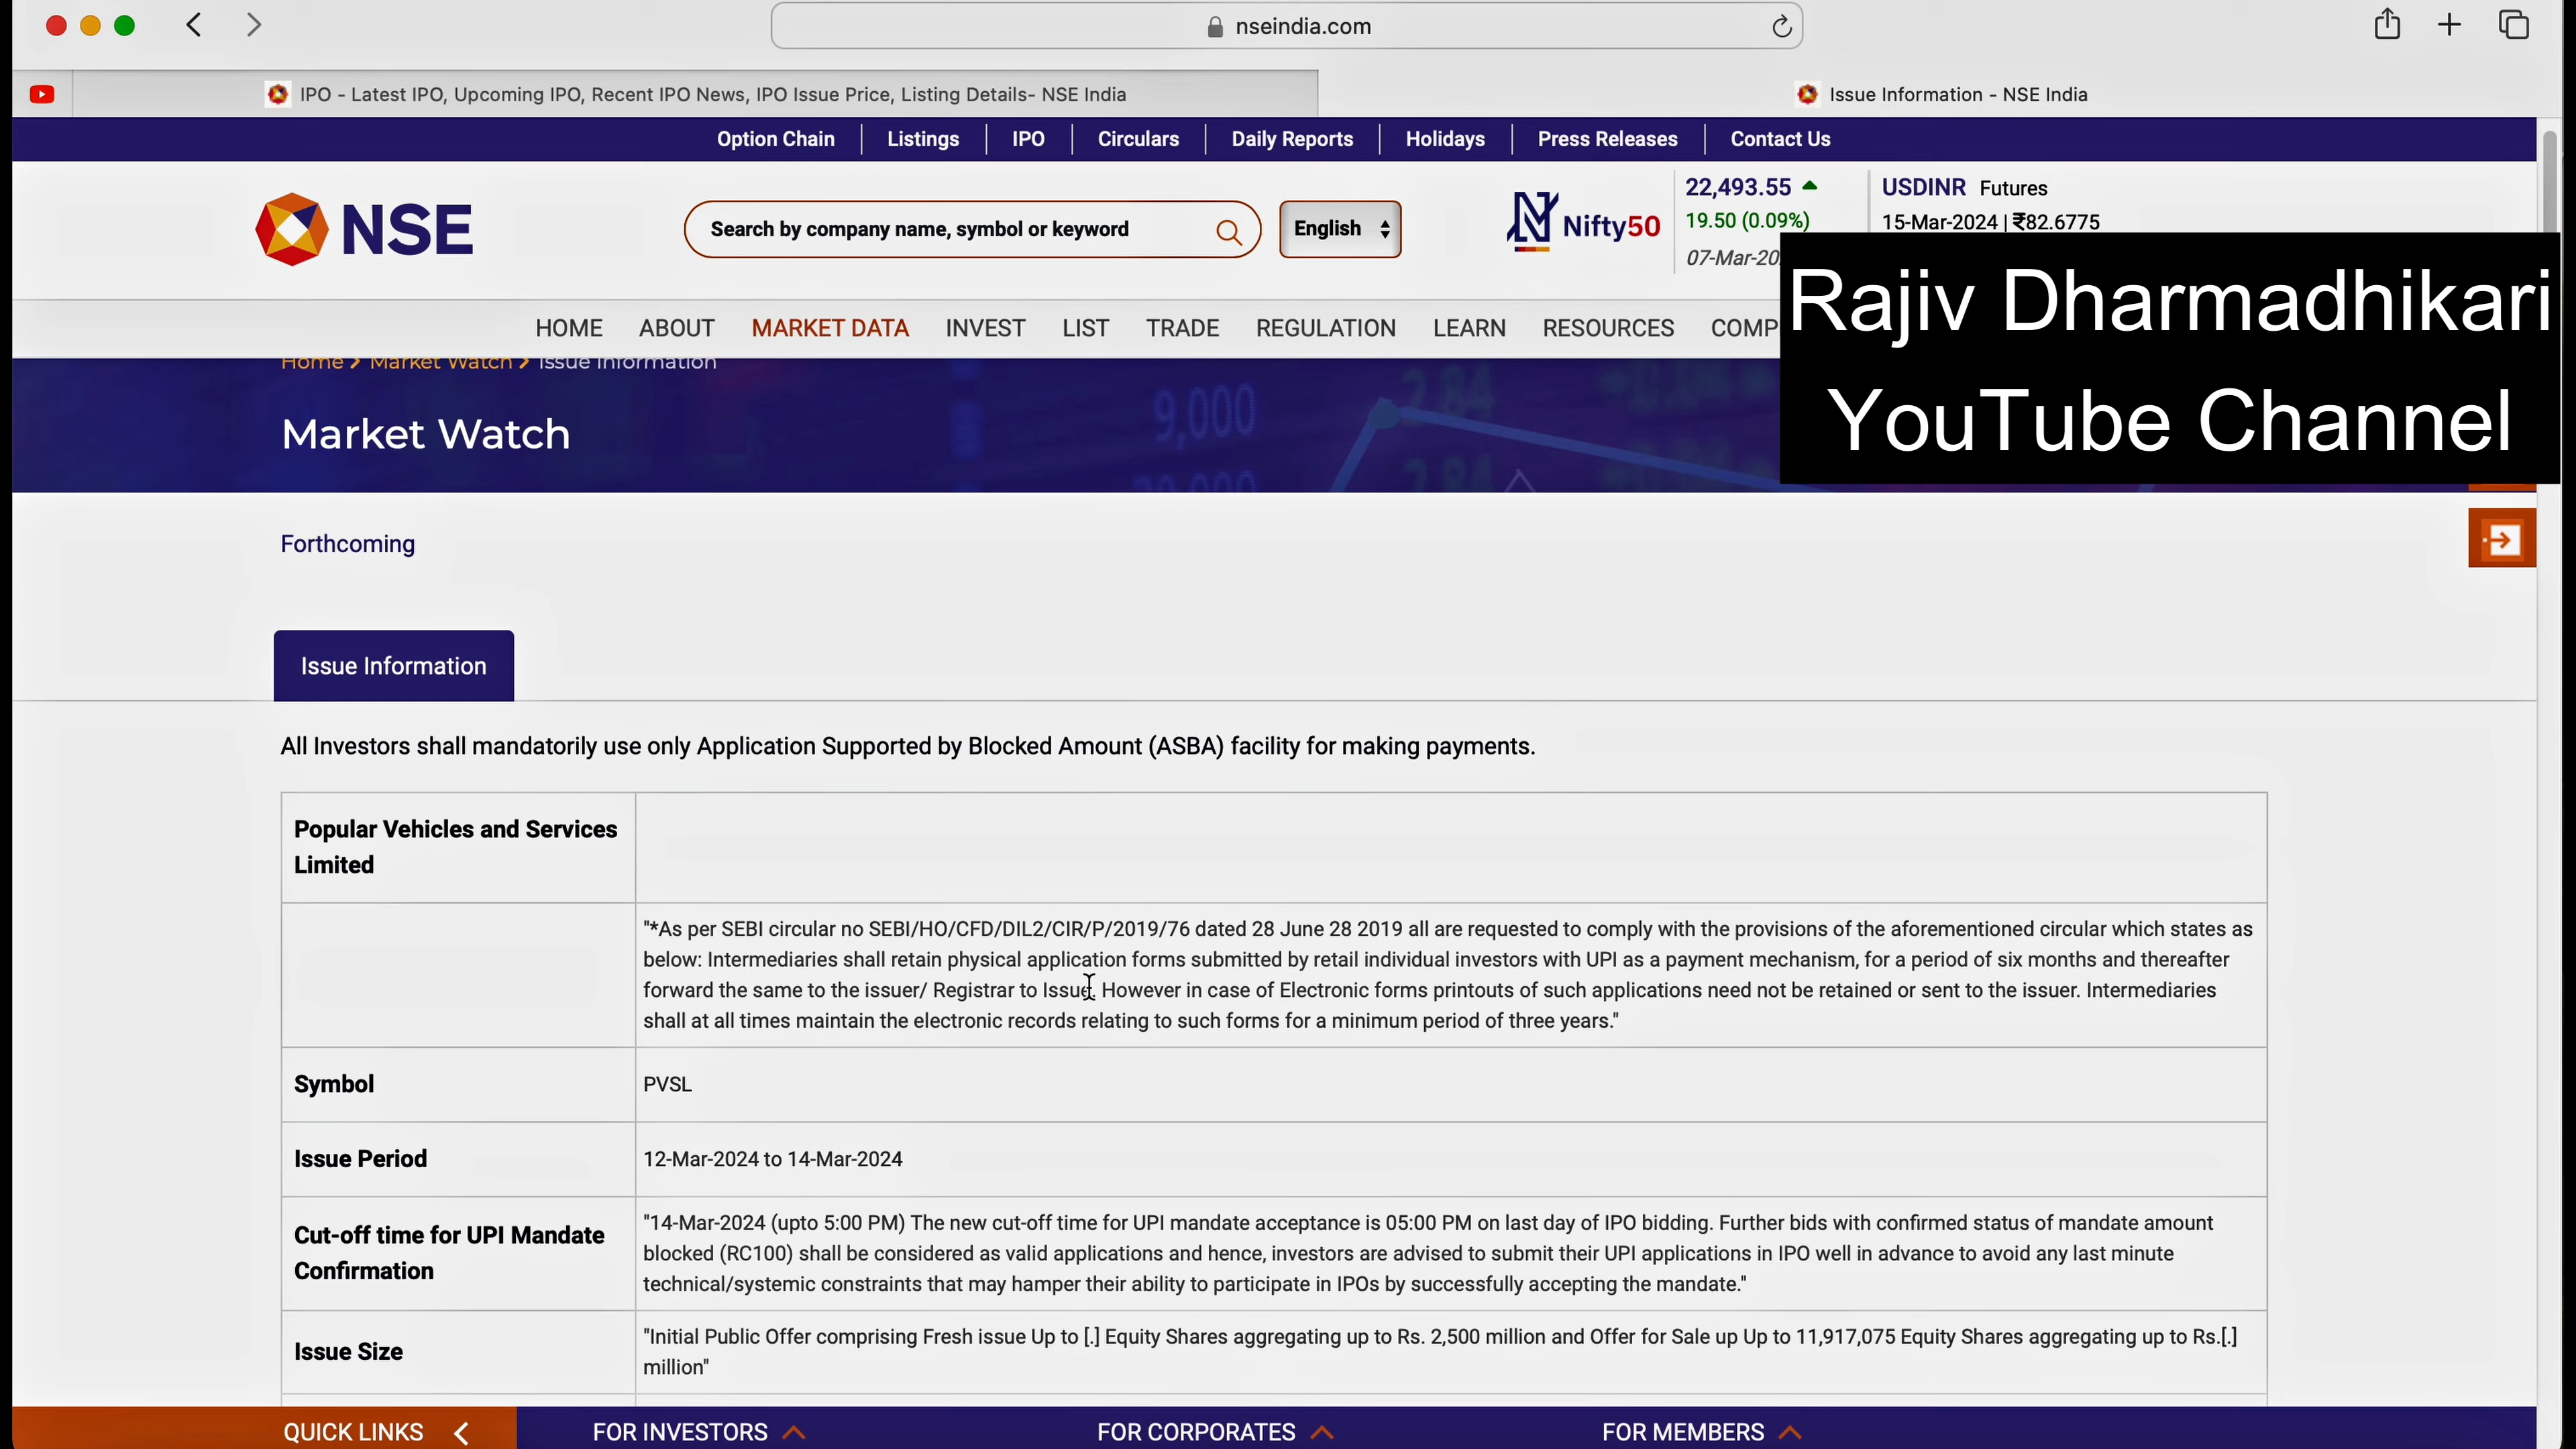 nseindia.com
IPO - Latest IPO, Upcoming IPO, Recent IPO News, IPO Issue Price, Listing Details- NSE India
Issue Information - NSE India
Option Chain Listings IPO Circulars Daily Reports Holidays Press Releases Contact Us
NSE
Search by company name, symbol or keyword
English
Nifty50
22,493.55
19.50 (0.09%)
07-Mar-20
USDINR Futures
15-Mar-2024 | ₹82.6775
Rajiv Dharmadhikari
YouTube Channel
HOME ABOUT MARKET DATA INVEST LIST TRADE REGULATION LEARN RESOURCES COMP
Home > Market Watch > Issue Information
9,000
2.84
Market Watch
2.84
Forthcoming
Issue Information
All Investors shall mandatorily use only Application Supported by Blocked Amount (ASBA) facility for making payments.
Popular Vehicles and Services
Limited
"*As per SEBI circular no SEBI/HO/CFD/DIL2/CIR/P/2019/76 dated 28 June 28 2019 all are requested to comply with the provisions of the aforementioned circular which states as
below: Intermediaries shall retain physical application forms submitted by retail individual investors with UPI as a payment mechanism, for a period of six months and thereafter
forward the same to the issuer/ Registrar to Issue. However in case of Electronic forms printouts of such applications need not be retained or sent to the issuer. Intermediaries
shall at all times maintain the electronic records relating to such forms for a minimum period of three years."
Symbol
PVSL
Issue Period
12-Mar-2024 to 14-Mar-2024
Cut-off time for UPI Mandate
Confirmation
"14-Mar-2024 (upto 5:00 PM) The new cut-off time for UPI mandate acceptance is 05:00 PM on last day of IPO bidding. Further bids with confirmed status of mandate amount
blocked (RC100) shall be considered as valid applications and hence, investors are advised to submit their UPI applications in IPO well in advance to avoid any last minute
technical/systemic constraints that may hamper their ability to participate in IPOs by successfully accepting the mandate."
Issue Size
"Initial Public Offer comprising Fresh issue Up to [.] Equity Shares aggregating up to Rs. 2,500 million and Offer for Sale up Up to 11,917,075 Equity Shares aggregating up to Rs.[.]
million"
QUICK LINKS FOR INVESTORS FOR CORPORATES FOR MEMBERS